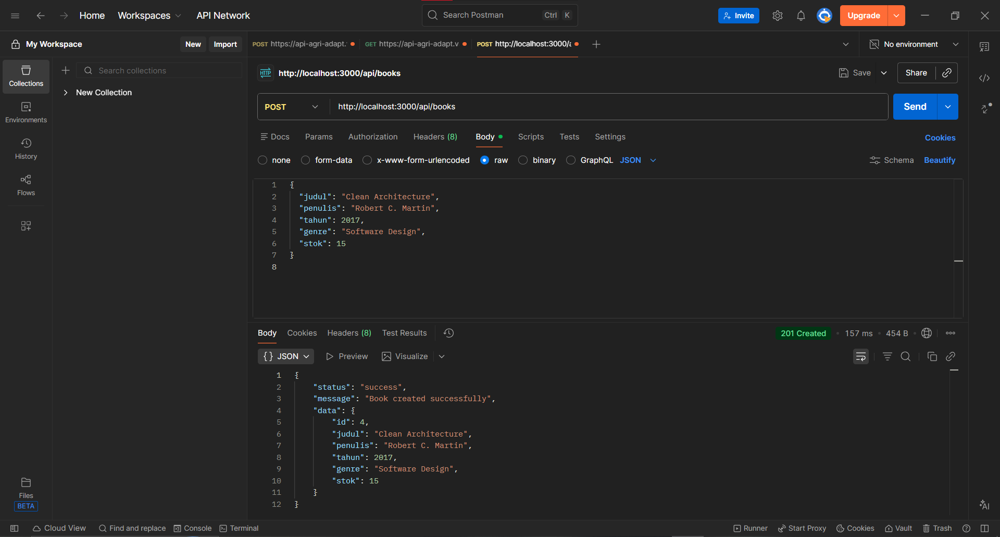 Home Workspaces API Network Search Postman Ctrl K Invite Upgrade
My Workspace New Import POST https://api-agri-adapt. GET https://api-agri-adapt.v POST http://localhost:3000/a No environment
Collections
Search collections
New Collection
Environments
History
Flows
Files
BETA
HTTP http://localhost:3000/api/books Save Share
POST http://localhost:3000/api/books Send
Docs Params Authorization Headers (8) Body Scripts Tests Settings Cookies
none form-data x-www-form-urlencoded raw binary GraphQL JSON Schema Beautify
1 {
2 "judul": "Clean Architecture",
3 "penulis": "Robert C. Martin",
4 "tahun": 2017,
5 "genre": "Software Design",
6 "stok": 15
7 }
8
Body Cookies Headers (8) Test Results 201 Created • 157 ms • 454 B •
{} JSON Preview Visualize
1 {
2 "status": "success",
3 "message": "Book created successfully",
4 "data": {
5 "id": 4,
6 "judul": "Clean Architecture",
7 "penulis": "Robert C. Martin",
8 "tahun": 2017,
9 "genre": "Software Design",
10 "stok": 15
11 }
12 }
AI
Cloud View Find and replace Console Terminal Runner Start Proxy Cookies Vault Trash